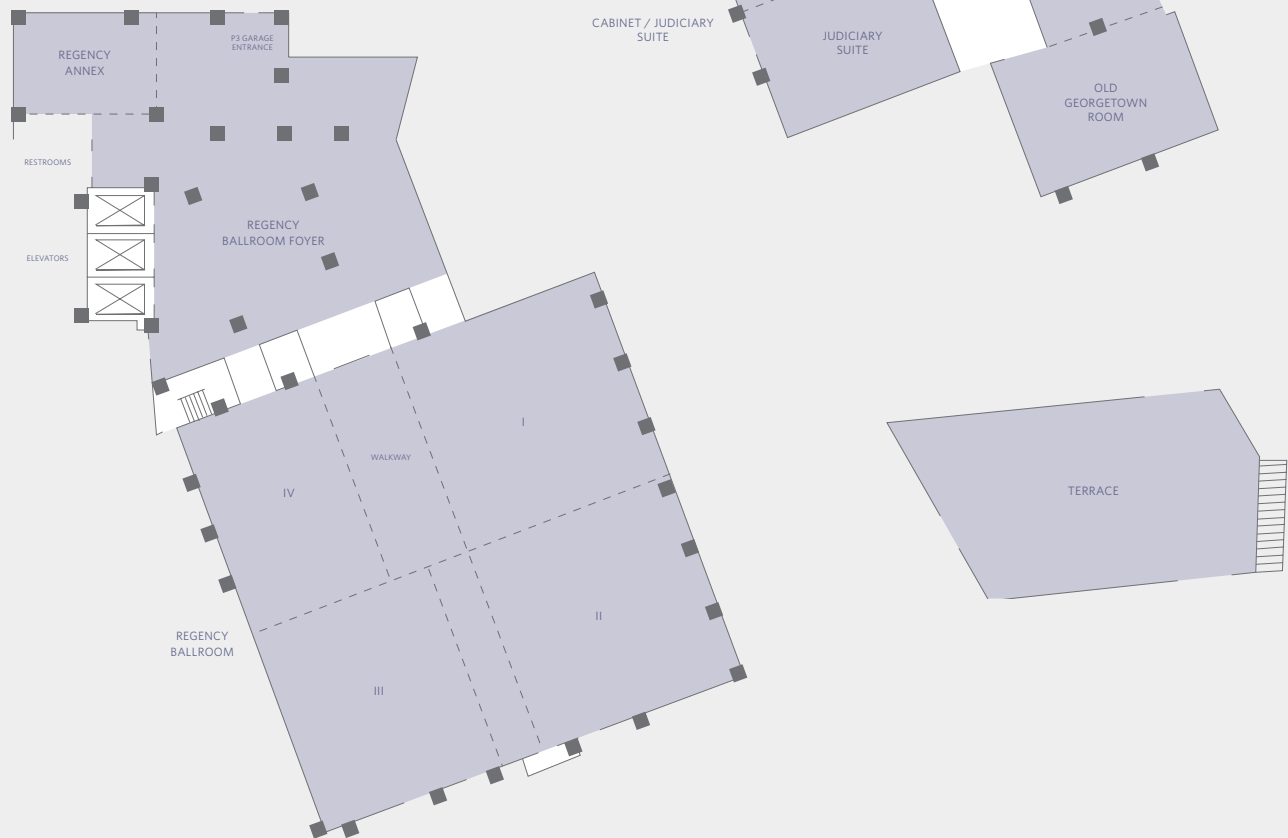 CABINET / JUDICIARY
SUITE
JUDICIARY
SUITE
P3 GARAGE
ENTRANCE
REGENCY
ANNEX
OLD
GEORGETOWN
ROOM
RESTROOMS
REGENCY
BALLROOM FOYER
ELEVATORS
I
WALKWAY
IV
TERRACE
II
REGENCY
BALLROOM
III